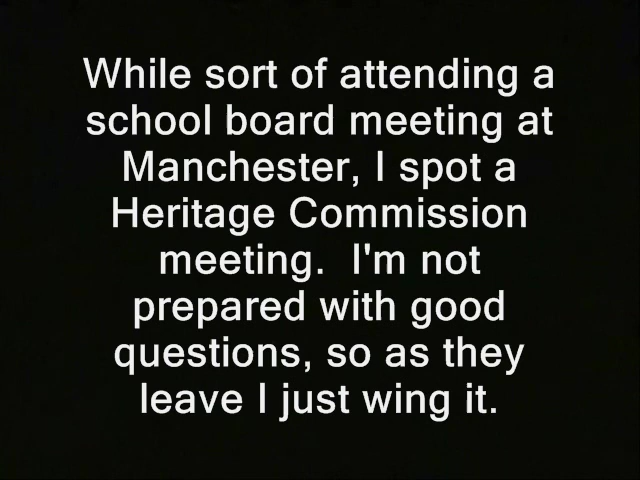 While sort of attending a
school board meeting at
Manchester, I spot a
Heritage Commission
meeting.  I'm not
prepared with good
questions, so as they
leave I just wing it.